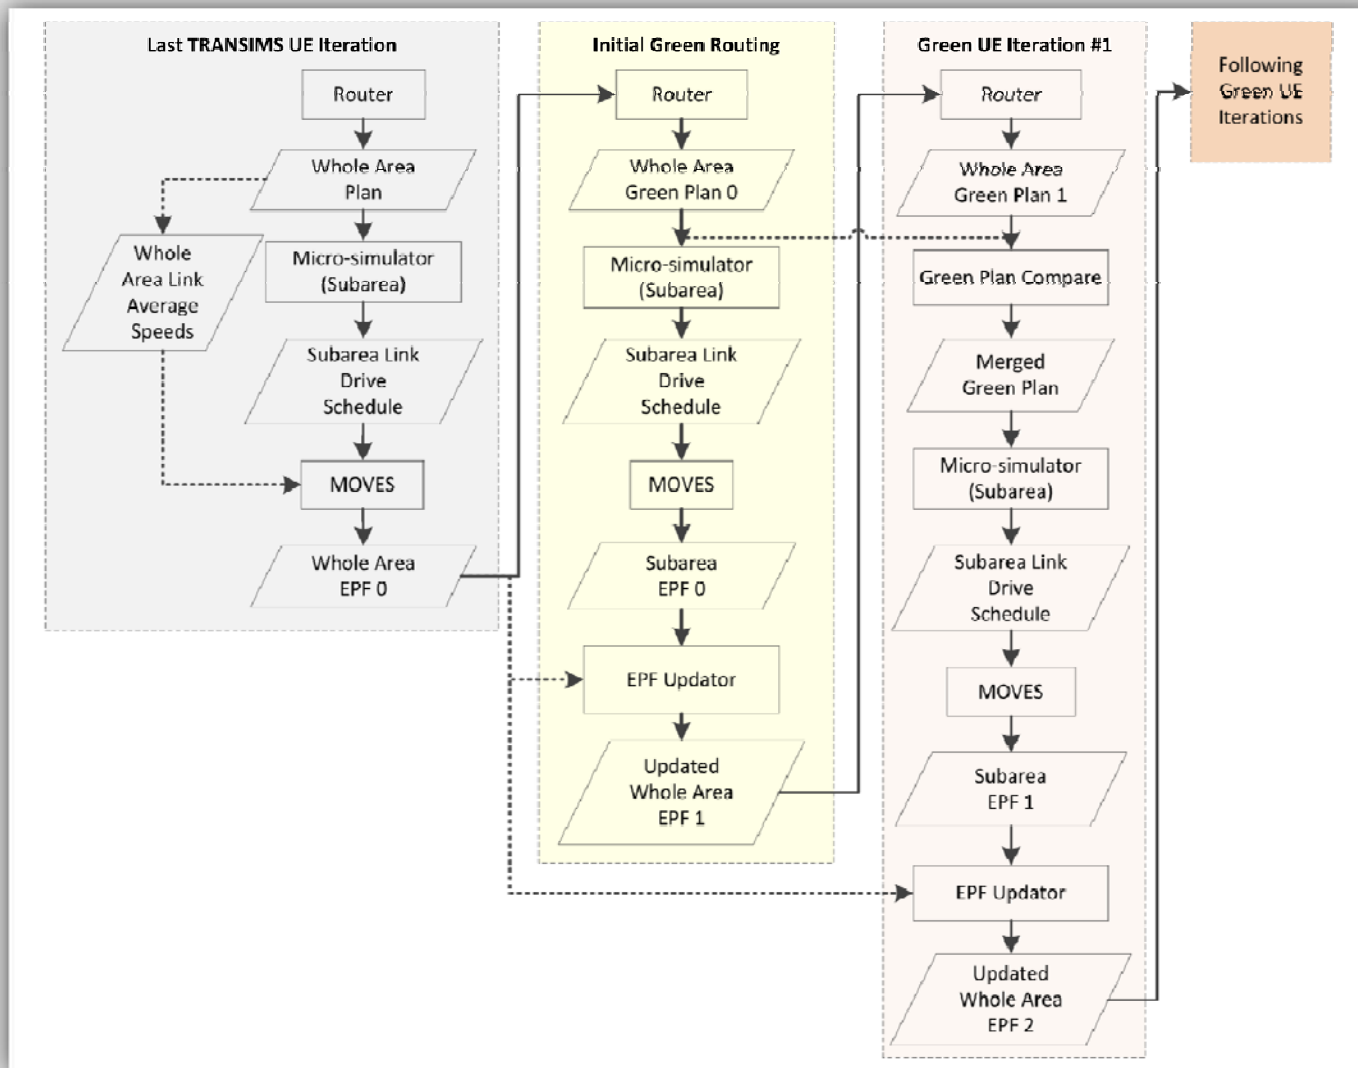 Last TRANSIMS UE Iteration
Router
Whole Area
Plan
Whole
Area Link
Average
Speeds
Micro-simulator
(Subarea)
Subarea Link
Drive
Schedule
MOVES
Whole Area
EPF 0
Initial Green Routing
Router
Whole Area
Green Plan 0
Micro-simulator
(Subarea)
Subarea Link
Drive
Schedule
MOVES
Subarea
EPF 0
EPF Updator
Updated
Whole Area
EPF 1
Green UE Iteration #1
Router
Whole Area
Green Plan 1
Green Plan Compare
Merged
Green Plan
Micro-simulator
(Subarea)
Subarea Link
Drive
Schedule
MOVES
Subarea
EPF 1
EPF Updator
Updated
Whole Area
EPF 2
Following
Green UE
Iterations